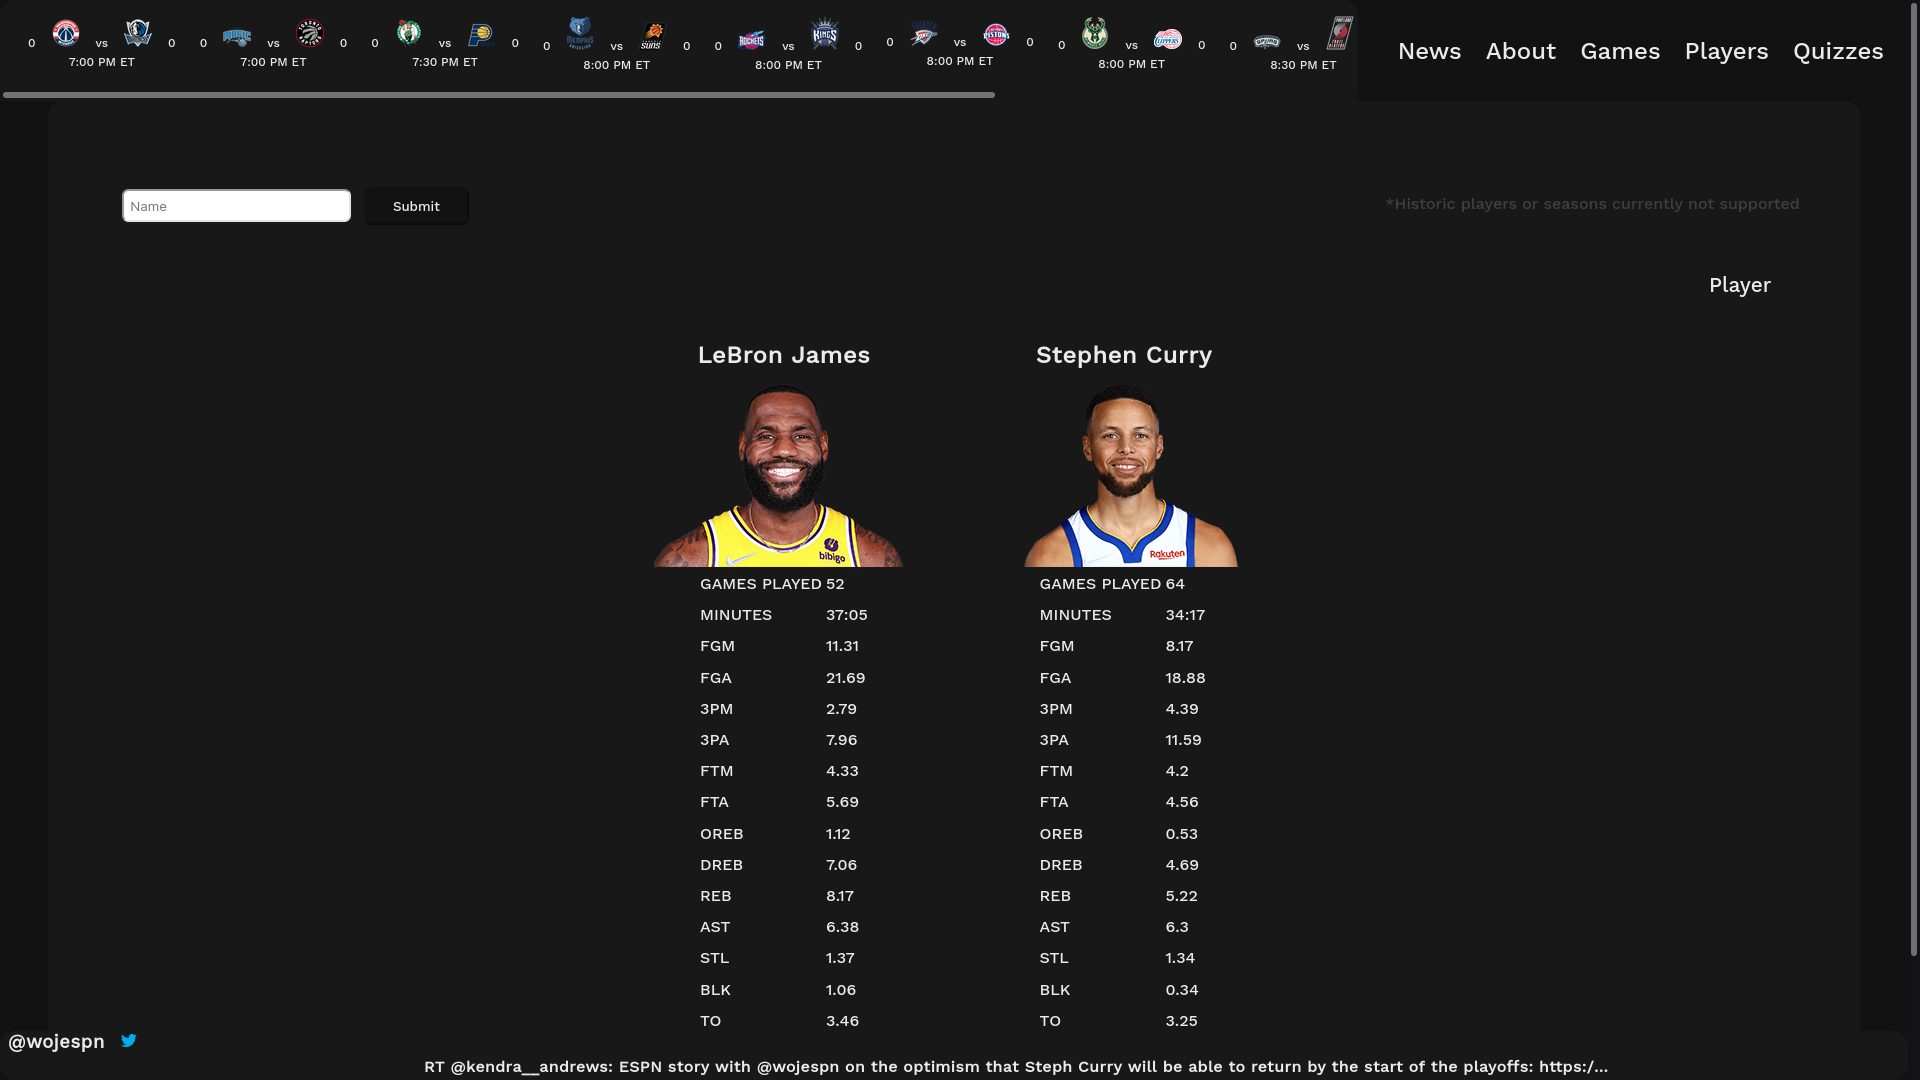 0 vs 0 0 vs 0 0 vs 0 0 vs 0 0 vs 0 0 vs 0 0 vs 0 0 vs
7:00 PM ET 7:00 PM ET 7:30 PM ET 8:00 PM ET 8:00 PM ET 8:00 PM ET 8:00 PM ET 8:30 PM ET
News About Games Players Quizzes
Name Submit
*Historic players or seasons currently not supported
Player
LeBron James Stephen Curry
bibigo Rakuten
GAMES PLAYED 52 GAMES PLAYED 64
MINUTES 37:05 MINUTES 34:17
FGM 11.31 FGM 8.17
FGA 21.69 FGA 18.88
3PM 2.79 3PM 4.39
3PA 7.96 3PA 11.59
FTM 4.33 FTM 4.2
FTA 5.69 FTA 4.56
OREB 1.12 OREB 0.53
DREB 7.06 DREB 4.69
REB 8.17 REB 5.22
AST 6.38 AST 6.3
STL 1.37 STL 1.34
BLK 1.06 BLK 0.34
TO 3.46 TO 3.25
@wojespn
RT @kendra__andrews: ESPN story with @wojespn on the optimism that Steph Curry will be able to return by the start of the playoffs: https:/...